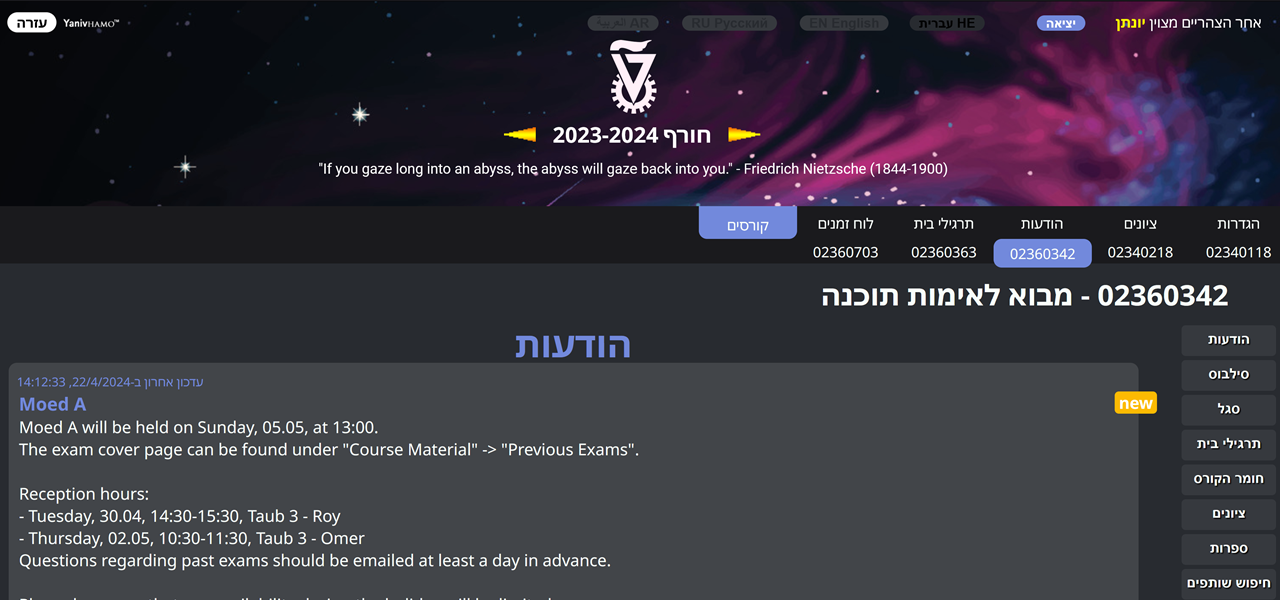 אחר הצהריים מצוין יונתן
יציאה
HE עברית
EN English
RU Русский
AR العربية
YanivHAMO™
עזרה
חורף 2023-2024
"If you gaze long into an abyss, the abyss will gaze back into you." - Friedrich Nietzsche (1844-1900)
הגדרות
ציונים
הודעות
תרגילי בית
לוח זמנים
קורסים
02340118
02340218
02360342
02360363
02360703
02360342 - מבוא לאימות תוכנה
הודעות
סילבוס
סגל
תרגילי בית
חומר הקורס
ציונים
ספרות
חיפוש שותפים
הודעות
עדכון אחרון ב-22/4/2024, 14:12:33
new
Moed A
Moed A will be held on Sunday, 05.05, at 13:00.
The exam cover page can be found under "Course Material" -> "Previous Exams".
Reception hours:
- Tuesday, 30.04, 14:30-15:30, Taub 3 - Roy
- Thursday, 02.05, 10:30-11:30, Taub 3 - Omer
Questions regarding past exams should be emailed at least a day in advance.